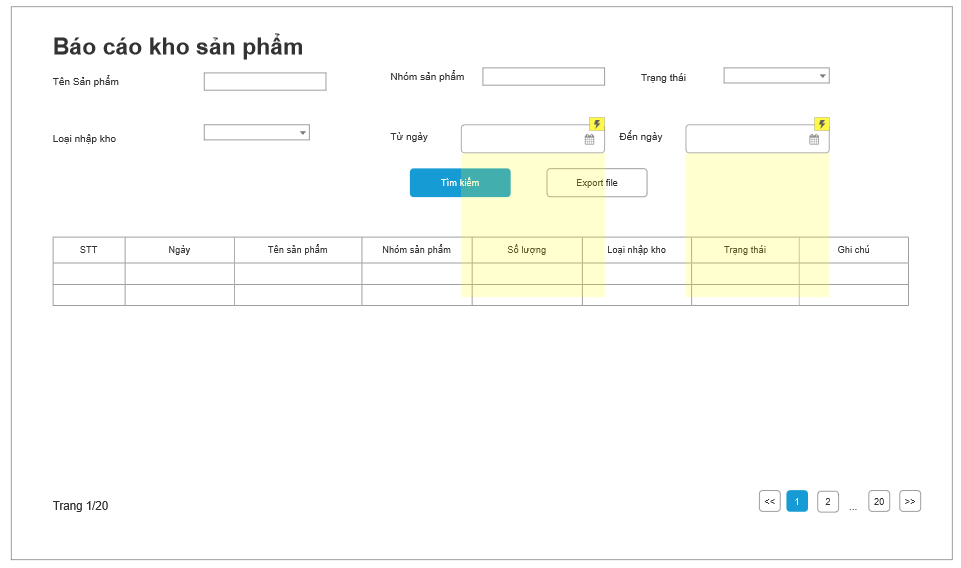 Báo cáo kho sản phẩm
Tên Sản phẩm
Nhóm sản phẩm
Trạng thái
Loại nhập kho
Từ ngày
Đến ngày
Tìm kiếm
Export file
STT Ngày Tên sản phẩm Nhóm sản phẩm Số lượng Loại nhập kho Trạng thái Ghi chú
Trang 1/20
<< 1 2 ... 20 >>